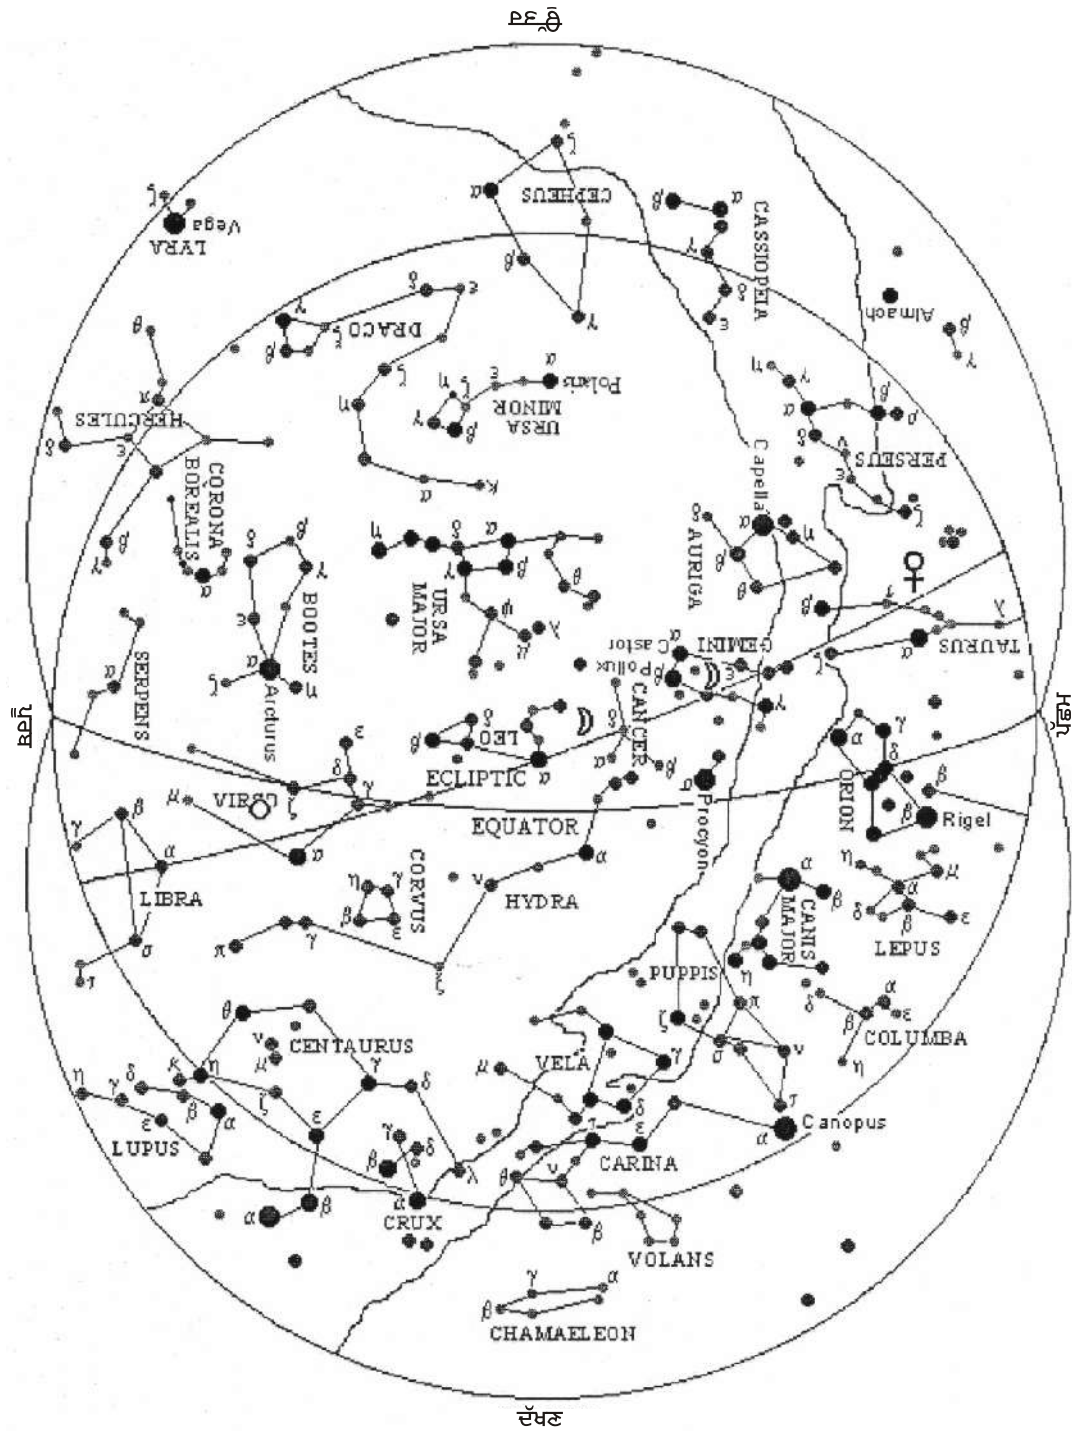 ਉੱਤਰ
ζ
CEPHEUS
α
β
γ
CASSIOPEIA
β
α
γ
δ
ε
ζ
Vega
LYRA
Almach
β
γ
γ
β
ξ
DRACO
δ
ε
ζ
η
α
κ
α
Polaris
ε
ζ
η
γ
β
URSA
MINOR
θ
α
HERCULES
δ
ε
β
γ
CORONA
BOREALIS
α
δ
β
γ
ε
BOOTES
α
ζ
η
Arcturus
η
δ
α
γ
β
θ
ψ
λ
μ
URSA
MAJOR
Capella
α
η
δ
β
θ
AURIGA
η
γ
α
β
ρ
δ
ν
ε
ζ
PERSEUS
♀
β
τ
λ
α
ζ
TAURUS
SERPENS
α
α
Castor
GEMINI
Pollux
β
ε
γ
ਪੂਰਬ
ਪੱਛਮ
CANCER
α
β
δ
β
LEO
α
ECLIPTIC
ε
δ
γ
ζ
VIRGO
μ
α
EQUATOR
α
Procyon
α
γ
δ
β
ORION
β
Rigel
β
γ
α
LIBRA
σ
τ
CORVUS
η
γ
β
ε
ν
HYDRA
α
π
γ
ξ
α
β
CANIS
MAJOR
η
η
μ
α
δ
β
ε
LEPUS
PUPPIS
π
ζ
σ
ν
τ
δ
α
β
ε
COLUMBA
η
θ
ν
μ
CENTAURUS
κ
η
γ
δ
ζ
ε
λ
η
γ
δ
β
α
ε
LUPUS
α
β
μ
VELA
γ
δ
α
Canopus
ε
ι
CARINA
θ
ν
β
γ
δ
β
α
CRUX
VOLANS
γ
α
β
CHAMAELEON
ਦੱਖਣ